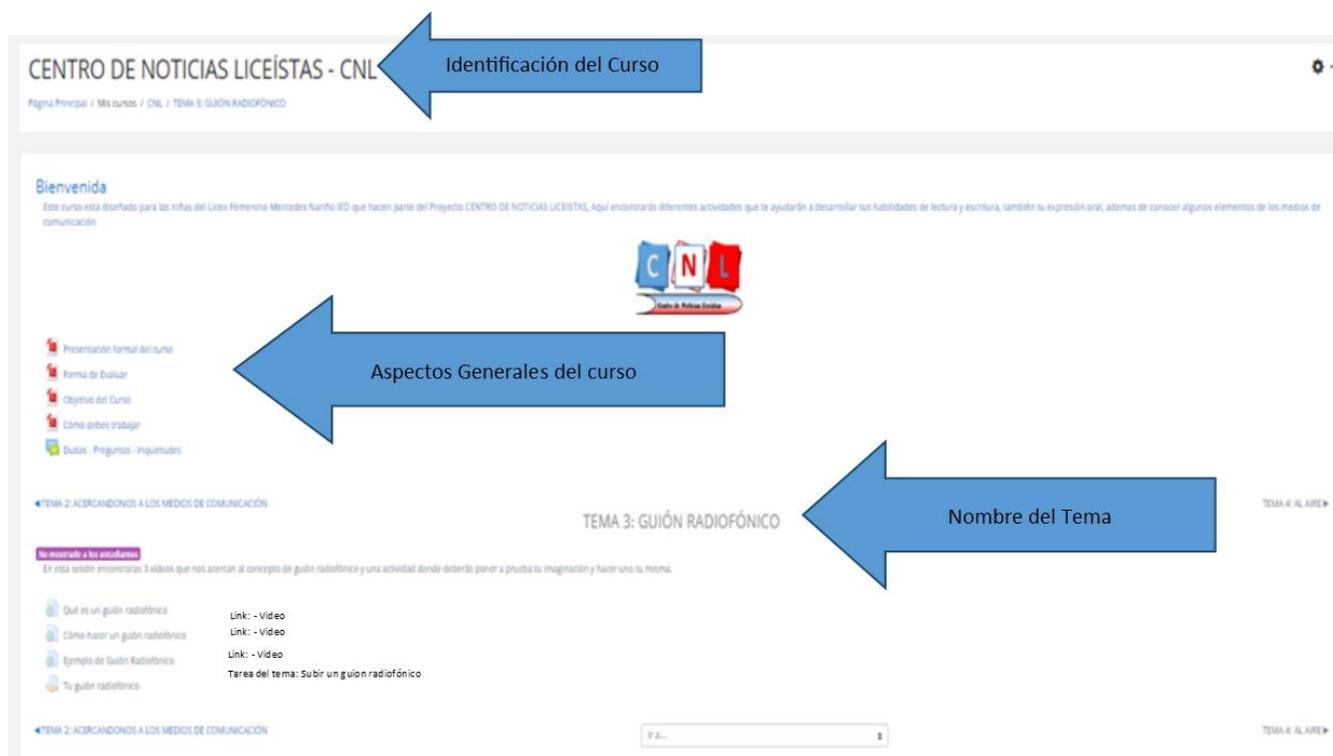 CENTRO DE NOTICIAS LICEÍSTAS - CNL
Identificación del Curso
Página Principal / Mis cursos / CNL / TEMA 3: GUIÓN RADIOFÓNICO
Bienvenida
Este curso esta diseñado para las niñas del Liceo Femenino Mercedes Nariño IED que hacen parte del Proyecto CENTRO DE NOTICIAS LICEISTAS, Aquí encontrarás diferentes actividades que te ayudarán a desarrollar tus habilidades de lectura y escritura, también tu expresión oral, ademas de conocer algunos elementos de los medios de
comunicación
C N L
Centro de Noticias Liceístas
Presentación formal del curso
Forma de Evaluar
Aspectos Generales del curso
Objetivo del Curso
Cómo debes trabajar
Dudas - Preguntas - Inquietudes
◀TEMA 2: ACERCANDONOS A LOS MEDIOS DE COMUNICACIÓN
TEMA 4: AL AIRE▶
TEMA 3: GUIÓN RADIOFÓNICO
Nombre del Tema
No mostrado a los estudiantes
En esta sesión encontraras 3 videos que nos acercan al concepto de guión radiofónico y una actividad donde deberás poner a prueba tu imaginación y hacer uno tu misma.
Qué es un guión radiofónico
Link: - Video
Cómo hacer un guión radiofónico
Link: - Video
Ejemplo de Guión Radiofónico
Link: - Video
Tu guión radiofónico
Tarea del tema: Subir un guion radiofónico
◀TEMA 2: ACERCANDONOS A LOS MEDIOS DE COMUNICACIÓN
Ir a...
TEMA 4: AL AIRE▶